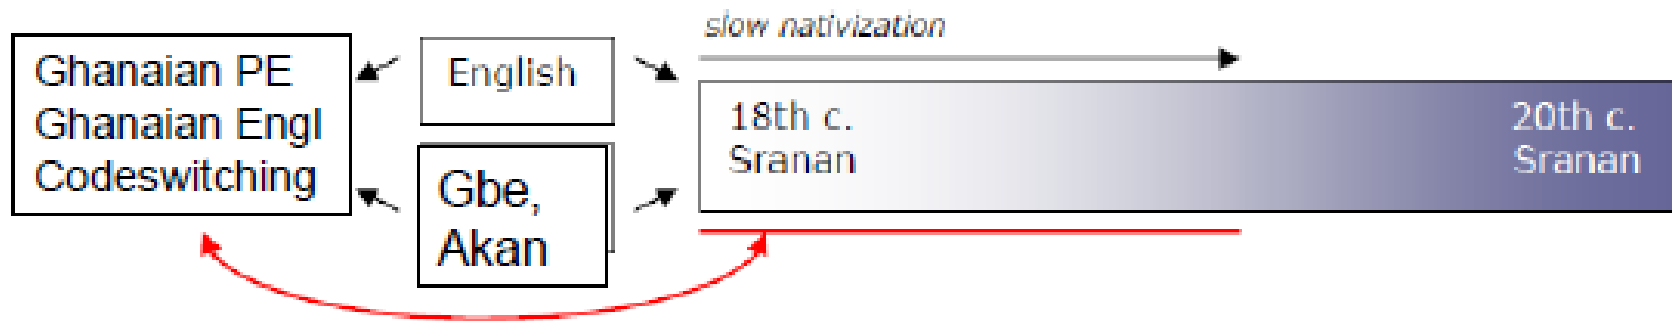 slow nativization
Ghanaian PE
Ghanaian Engl
Codeswitching
English
Gbe,
Akan
18th c.
Sranan
20th c.
Sranan